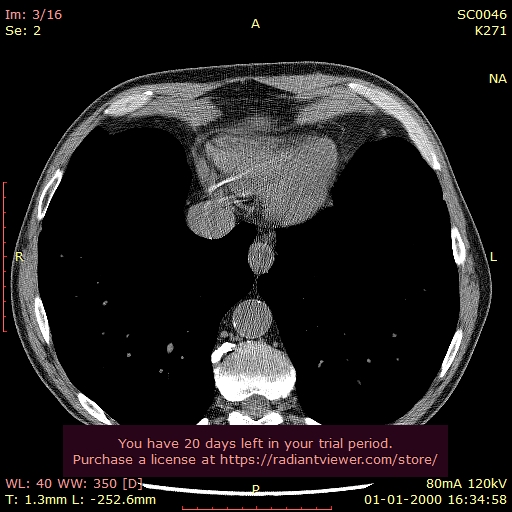 Im: 3/16
Se: 2
A
SC0046
K271
NA
R
L
You have 20 days left in your trial period.
Purchase a license at https://radiantviewer.com/store/
WL: 40 WW: 350 [D]
T: 1.3mm L: -252.6mm
P
80mA 120kV
01-01-2000 16:34:58